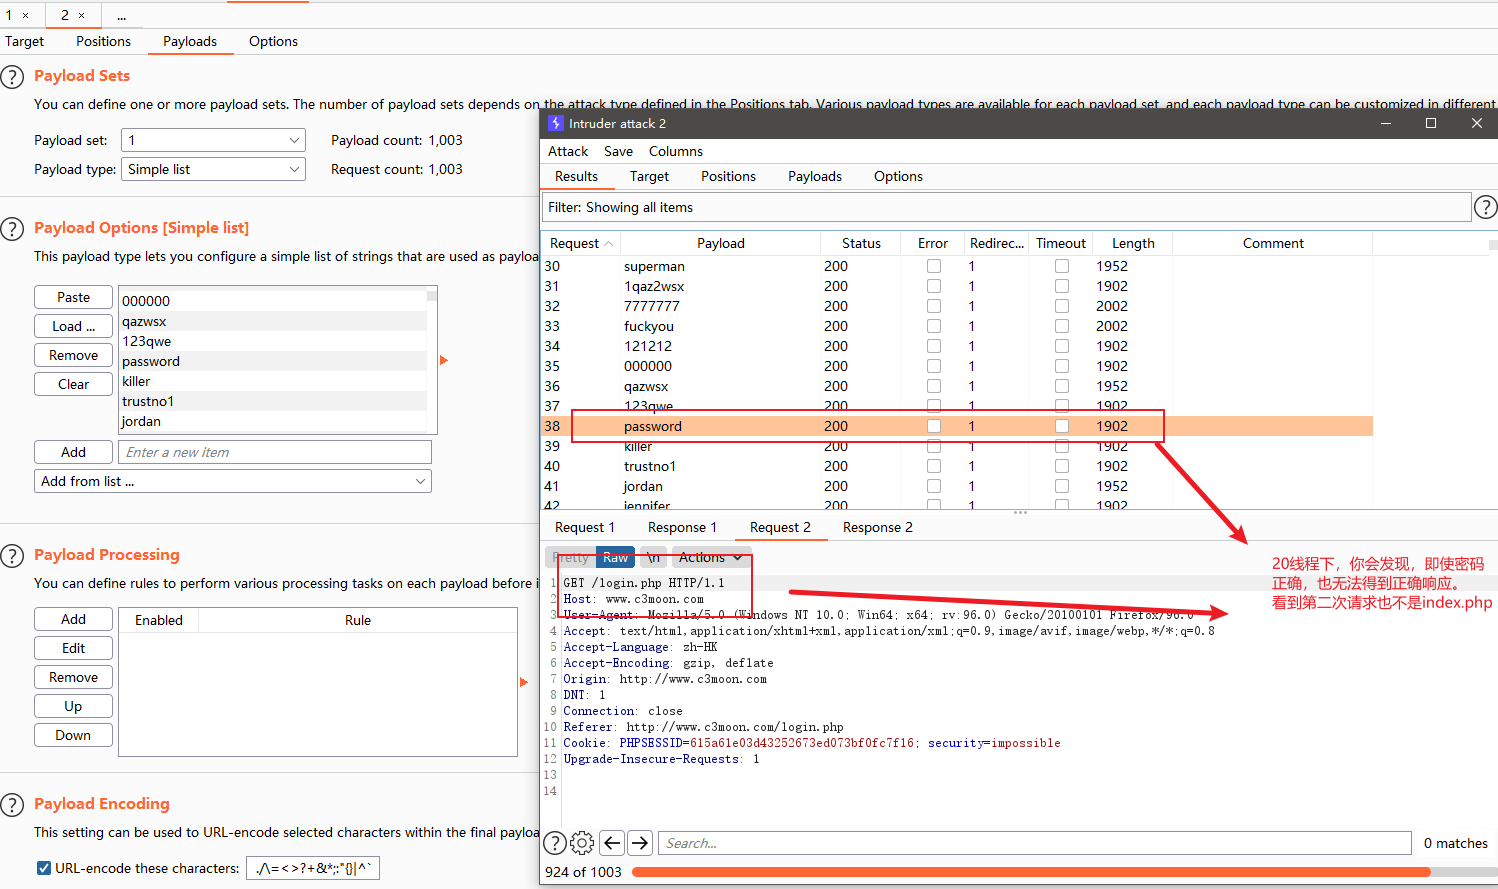 1 × 2 × ...
Target Positions Payloads Options
? Payload Sets
You can define one or more payload sets. The number of payload sets depends on the attack type defined in the Positions tab. Various payload types are available for each payload set, and each payload type can be customized in different
Payload set: 1 Payload count: 1,003
Payload type: Simple list Request count: 1,003
? Payload Options [Simple list]
This payload type lets you configure a simple list of strings that are used as payloa
Paste
Load ...
Remove
Clear
000000
qazwsx
123qwe
password
killer
trustno1
jordan
Add Enter a new item
Add from list ...
? Payload Processing
You can define rules to perform various processing tasks on each payload before i
Add
Edit
Remove
Up
Down
Enabled Rule
? Payload Encoding
This setting can be used to URL-encode selected characters within the final payloa
URL-encode these characters: ./\=<>?+&*;:"{}|^`
Intruder attack 2
Attack Save Columns
Results Target Positions Payloads Options
Filter: Showing all items ?
Request Payload Status Error Redirec... Timeout Length Comment
30 superman 200 1 1952
31 1qaz2wsx 200 1 1902
32 7777777 200 1 2002
33 fuckyou 200 1 2002
34 121212 200 1 1902
35 000000 200 1 1902
36 qazwsx 200 1 1952
37 123qwe 200 1 1902
38 password 200 1 1902
39 killer 200 1 1902
40 trustno1 200 1 1902
41 jordan 200 1 1952
42 jennifer 200 1 1902
Request 1 Response 1 Request 2 Response 2
Pretty Raw \n Actions
1 GET /login.php HTTP/1.1
2 Host: www.c3moon.com
3 User-Agent: Mozilla/5.0 (Windows NT 10.0; Win64; x64; rv:96.0) Gecko/20100101 Firefox/96.0
4 Accept: text/html,application/xhtml+xml,application/xml;q=0.9,image/avif,image/webp,*/*;q=0.8
5 Accept-Language: zh-HK
6 Accept-Encoding: gzip, deflate
7 Origin: http://www.c3moon.com
8 DNT: 1
9 Connection: close
10 Referer: http://www.c3moon.com/login.php
11 Cookie: PHPSESSID=615a61e03d43252673ed073bf0fc7f16; security=impossible
12 Upgrade-Insecure-Requests: 1
13
14
20线程下，你会发现，即使密码
正确，也无法得到正确响应。
看到第二次请求也不是index.php
? Search... 0 matches
924 of 1003